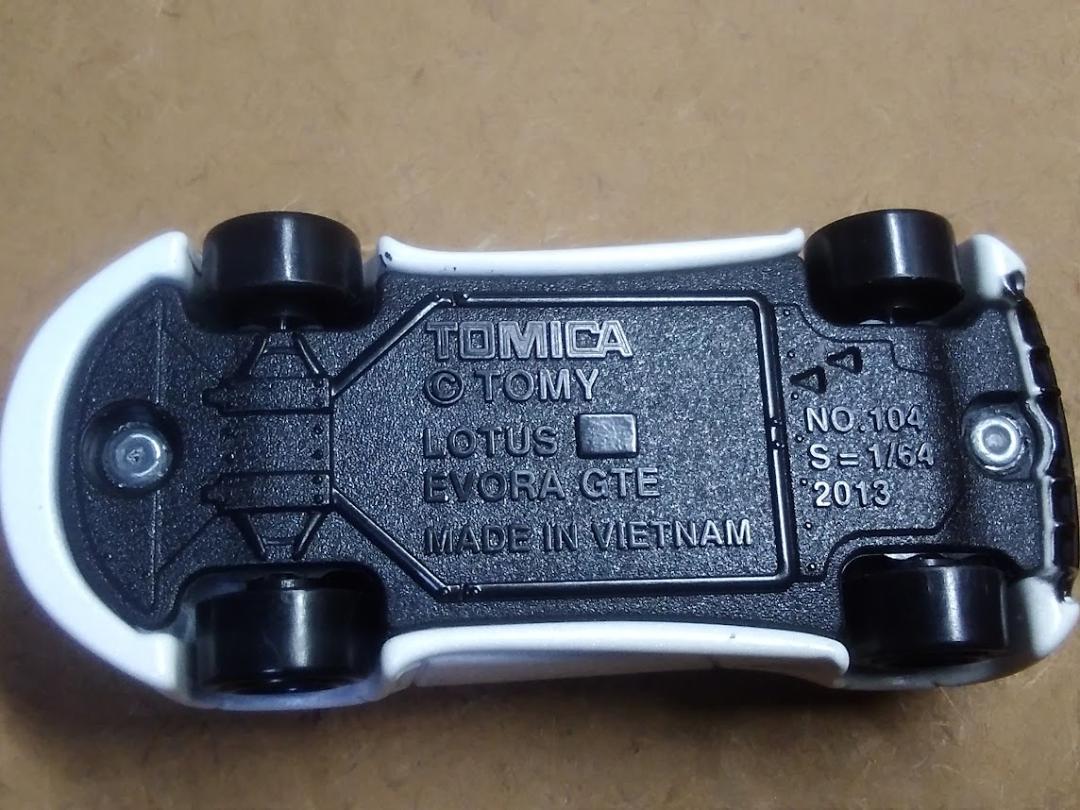 TOMICA
© TOMY
LOTUS
EVORA GTE
MADE IN VIETNAM
NO.104
S=1/64
2013